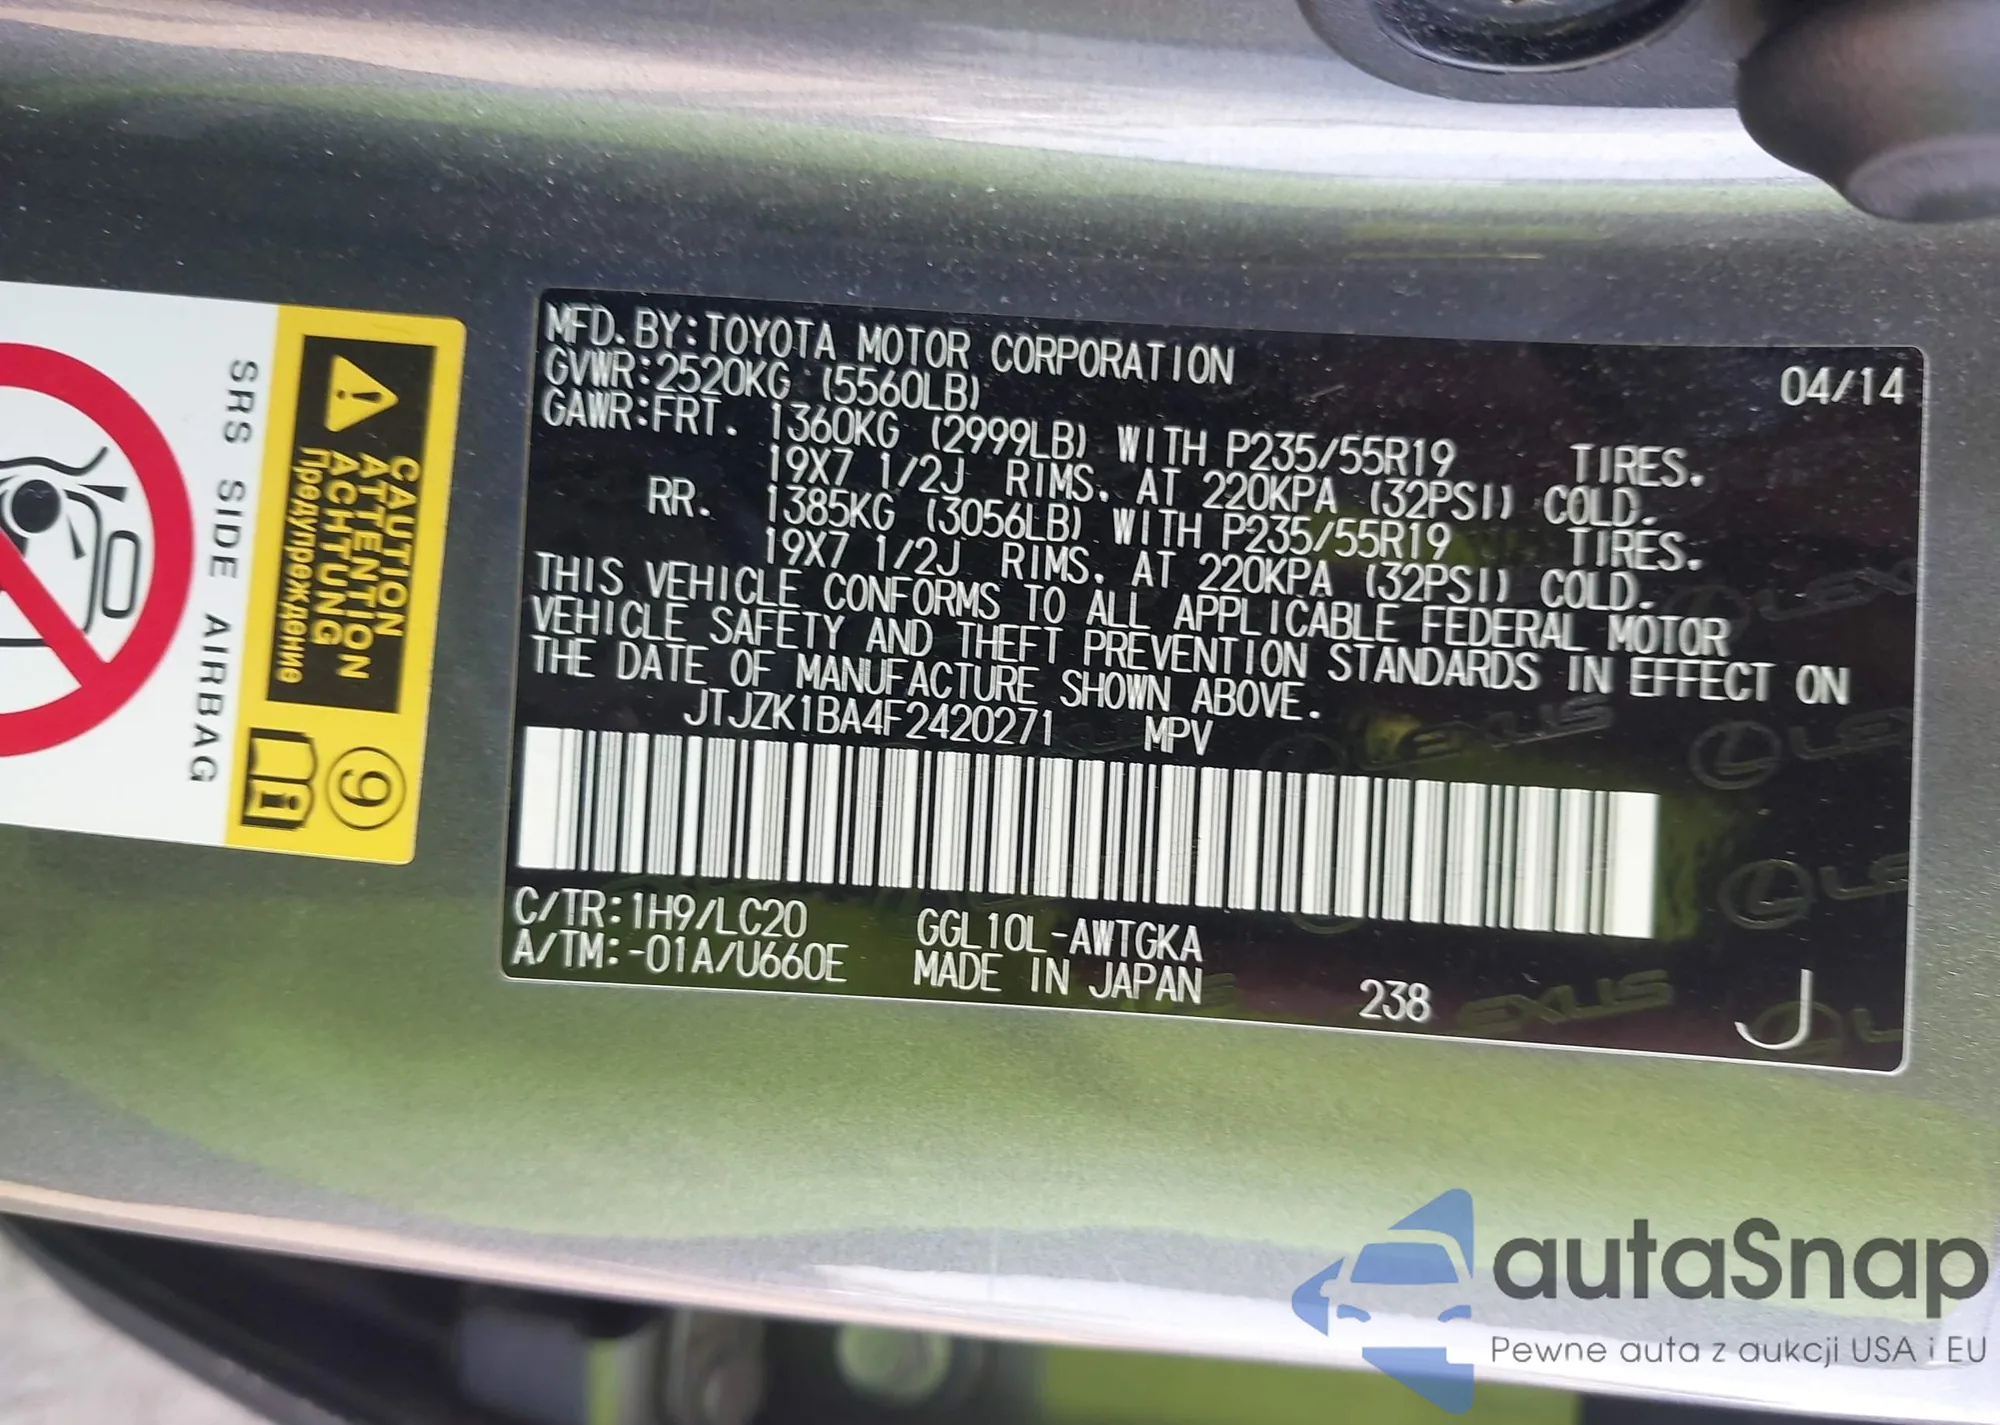 MFD. BY: TOYOTA MOTOR CORPORATION 04/14
GVWR: 2520KG (5560LB)
GAWR: FRT. 1360KG (2999LB) WITH P235/55R19 TIRES.
19X7 1/2J RIMS. AT 220KPA (32PSI) COLD.
RR. 1385KG (3056LB) WITH P235/55R19 TIRES.
19X7 1/2J RIMS. AT 220KPA (32PSI) COLD.
THIS VEHICLE CONFORMS TO ALL APPLICABLE FEDERAL MOTOR
VEHICLE SAFETY AND THEFT PREVENTION STANDARDS IN EFFECT ON
THE DATE OF MANUFACTURE SHOWN ABOVE.
JTJZK1BA4F2420271 MPV
C/TR: 1H9/LC20 GGL10L-AWTGKA
A/TM: -01A/U660E MADE IN JAPAN 238 J
CAUTION
ATTENTION
ACHTUNG
Предупреждения
SRS SIDE AIRBAG
9
LEXUS
autaSnap
Pewne auta z aukcji USA i EU